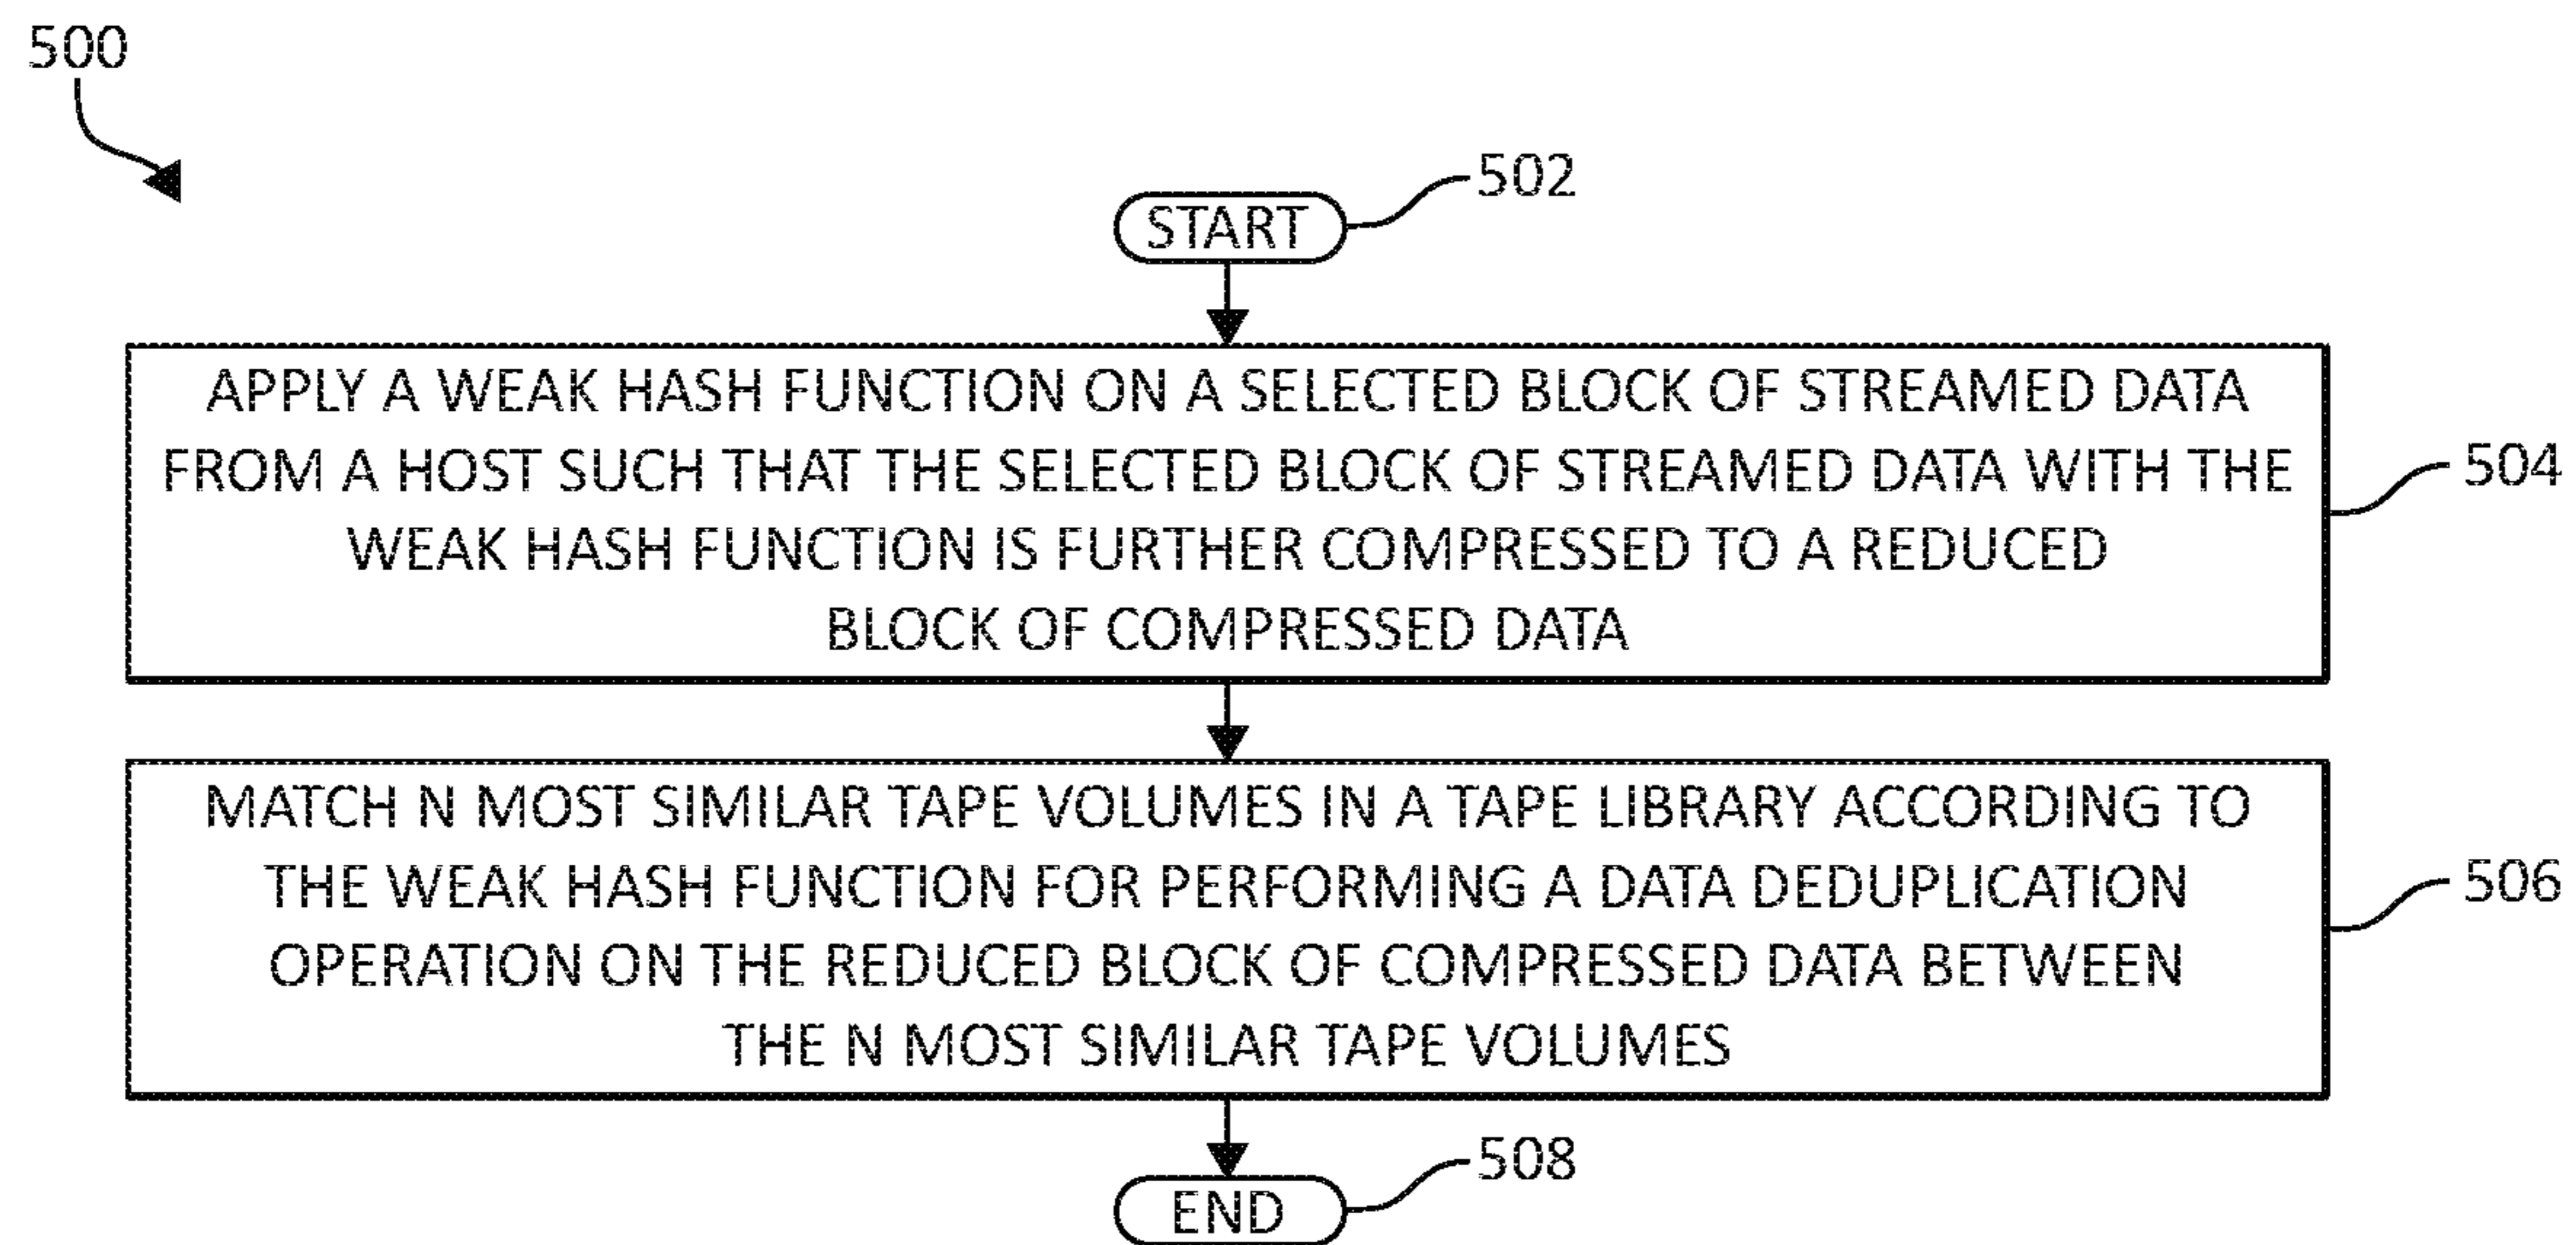 500
START
502
APPLY A WEAK HASH FUNCTION ON A SELECTED BLOCK OF STREAMED DATA
FROM A HOST SUCH THAT THE SELECTED BLOCK OF STREAMED DATA WITH THE
WEAK HASH FUNCTION IS FURTHER COMPRESSED TO A REDUCED
BLOCK OF COMPRESSED DATA
504
MATCH N MOST SIMILAR TAPE VOLUMES IN A TAPE LIBRARY ACCORDING TO
THE WEAK HASH FUNCTION FOR PERFORMING A DATA DEDUPLICATION
OPERATION ON THE REDUCED BLOCK OF COMPRESSED DATA BETWEEN
THE N MOST SIMILAR TAPE VOLUMES
506
END
508